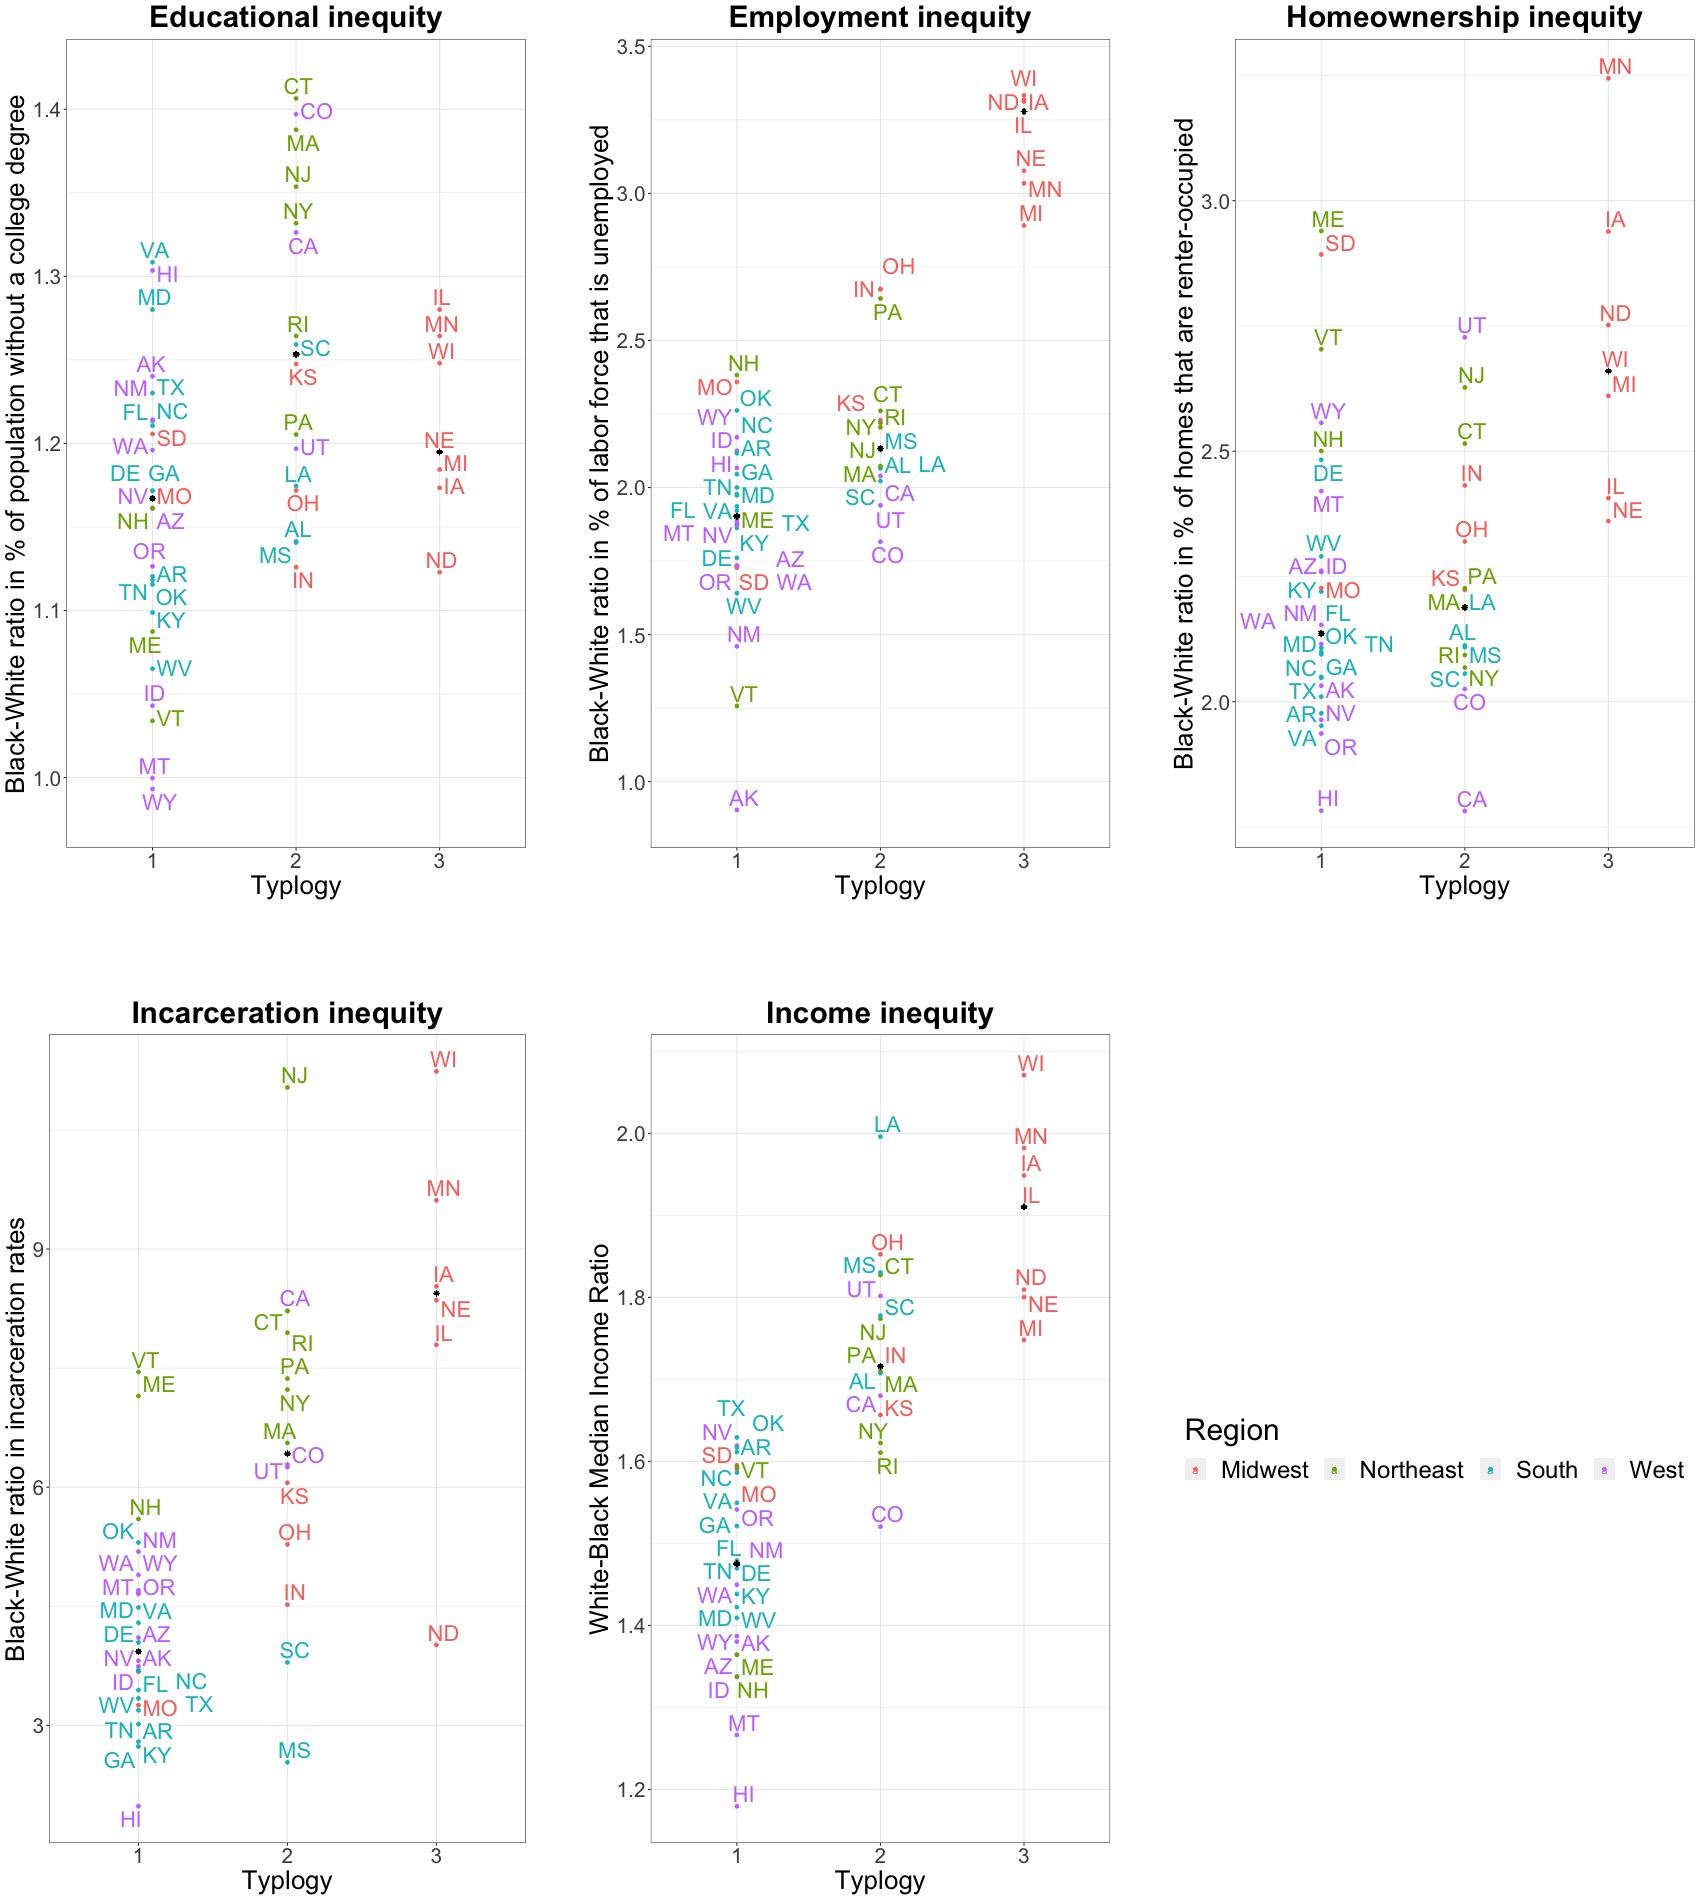 Educational inequity
Black-White ratio in % of population without a college degree
1.4
1.3
1.2
1.1
1.0
VA
HI
MD
AK
NM TX
FL NC
SD
WA
DE GA
NV MO
NH AZ
OR
AR
TN OK
KY
ME
WV
ID
VT
MT
WY
CT
CO
MA
NJ
NY
CA
RI
SC
KS
PA
UT
LA
OH
AL
MS
IN
IL
MN
WI
NE
MI
IA
ND
1 2 3
Typlogy
Employment inequity
Black-White ratio in % of labor force that is unemployed
3.5
3.0
2.5
2.0
1.5
1.0
NH
MO
OK
WY NC
ID AR
HI GA
TN MD
FL VA ME TX
MT NV KY
DE AZ
OR SD WA
WV
NM
VT
AK
OH
IN
PA
CT
KS RI
NY MS
NJ
AL LA
MA
SC CA
UT
CO
WI
ND IA
IL
NE
MN
MI
1 2 3
Typlogy
Homeownership inequity
Black-White ratio in % of homes that are renter-occupied
3.0
2.5
2.0
ME
SD
VT
WY
NH
DE
MT
WV
AZ ID
KY MO
NM FL
WA
MD OK TN
NC GA
TX AK
AR NV
VA OR
HI
UT
NJ
CT
IN
OH
KS PA
MA LA
AL
RI MS
SC NY
CO
CA
MN
IA
ND
WI
MI
IL
NE
1 2 3
Typlogy
Incarceration inequity
Black-White ratio in incarceration rates
9
6
3
VT
ME
NH
OK NM
WA WY
MT OR
MD VA
DE AZ
NV AK
ID FL NC
WV MO TX
TN AR
GA KY
HI
NJ
CA
CT
RI
PA
NY
MA
CO
UT
KS
OH
IN
SC
MS
WI
MN
IA
NE
IL
ND
1 2 3
Typlogy
Income inequity
White-Black Median Income Ratio
2.0
1.8
1.6
1.4
1.2
TX
OK
NV
AR
SD
VT
NC
MO
VA
OR
GA
FL NM
TN DE
WA KY
MD WV
WY AK
AZ ME
ID NH
MT
HI
LA
OH
MS CT
UT
SC
NJ
PA IN
AL MA
CA KS
NY
RI
CO
WI
MN
IA
IL
ND
NE
MI
1 2 3
Typlogy
Region
Midwest Northeast South West